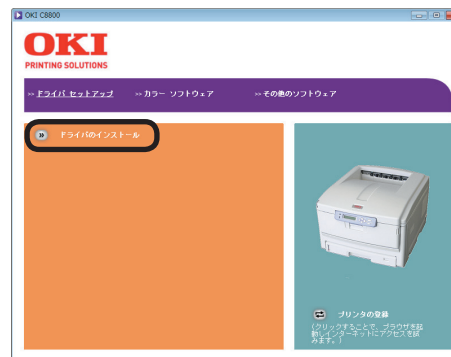 OKI C8800
OKI
PRINTING SOLUTIONS
ドライバ セットアップ
カラー ソフトウェア
その他のソフトウェア
ドライバのインストール
プリンタの登録
(クリックすることで、ブラウザを起
動しインターネットにアクセスを試
みます。)